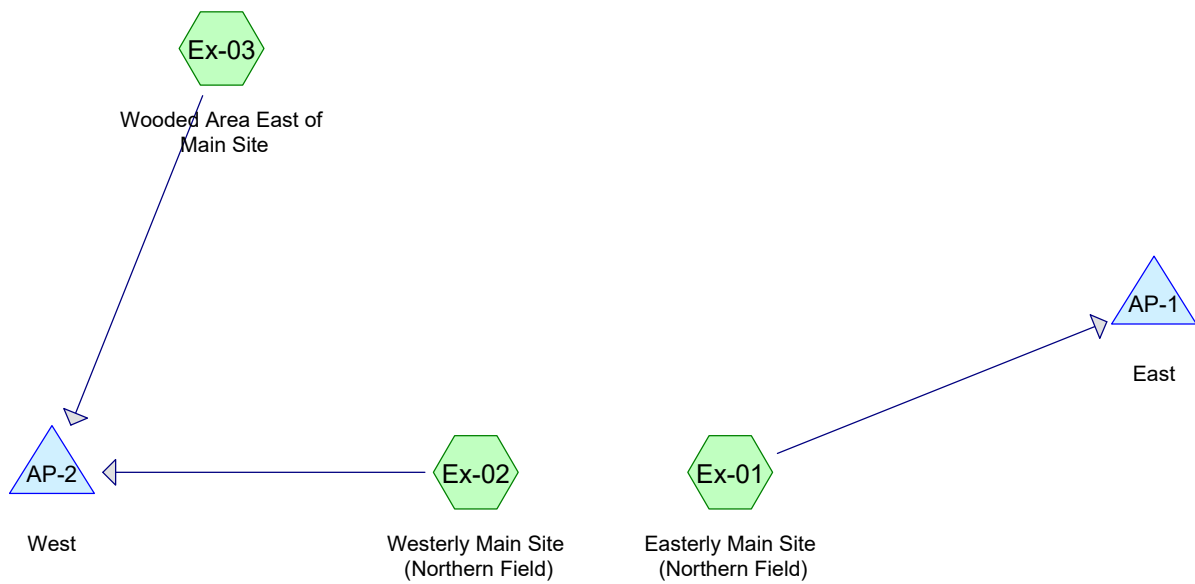 Ex-03
Wooded Area East of
Main Site
AP-1
East
AP-2
West
Ex-02
Westerly Main Site
(Northern Field)
Ex-01
Easterly Main Site
(Northern Field)